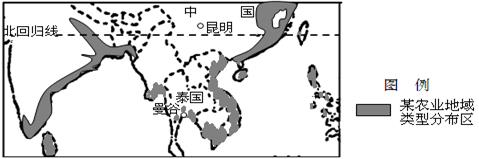 中 国
昆明
北回归线
泰国
曼谷
图 例
某农业地域
类型分布区